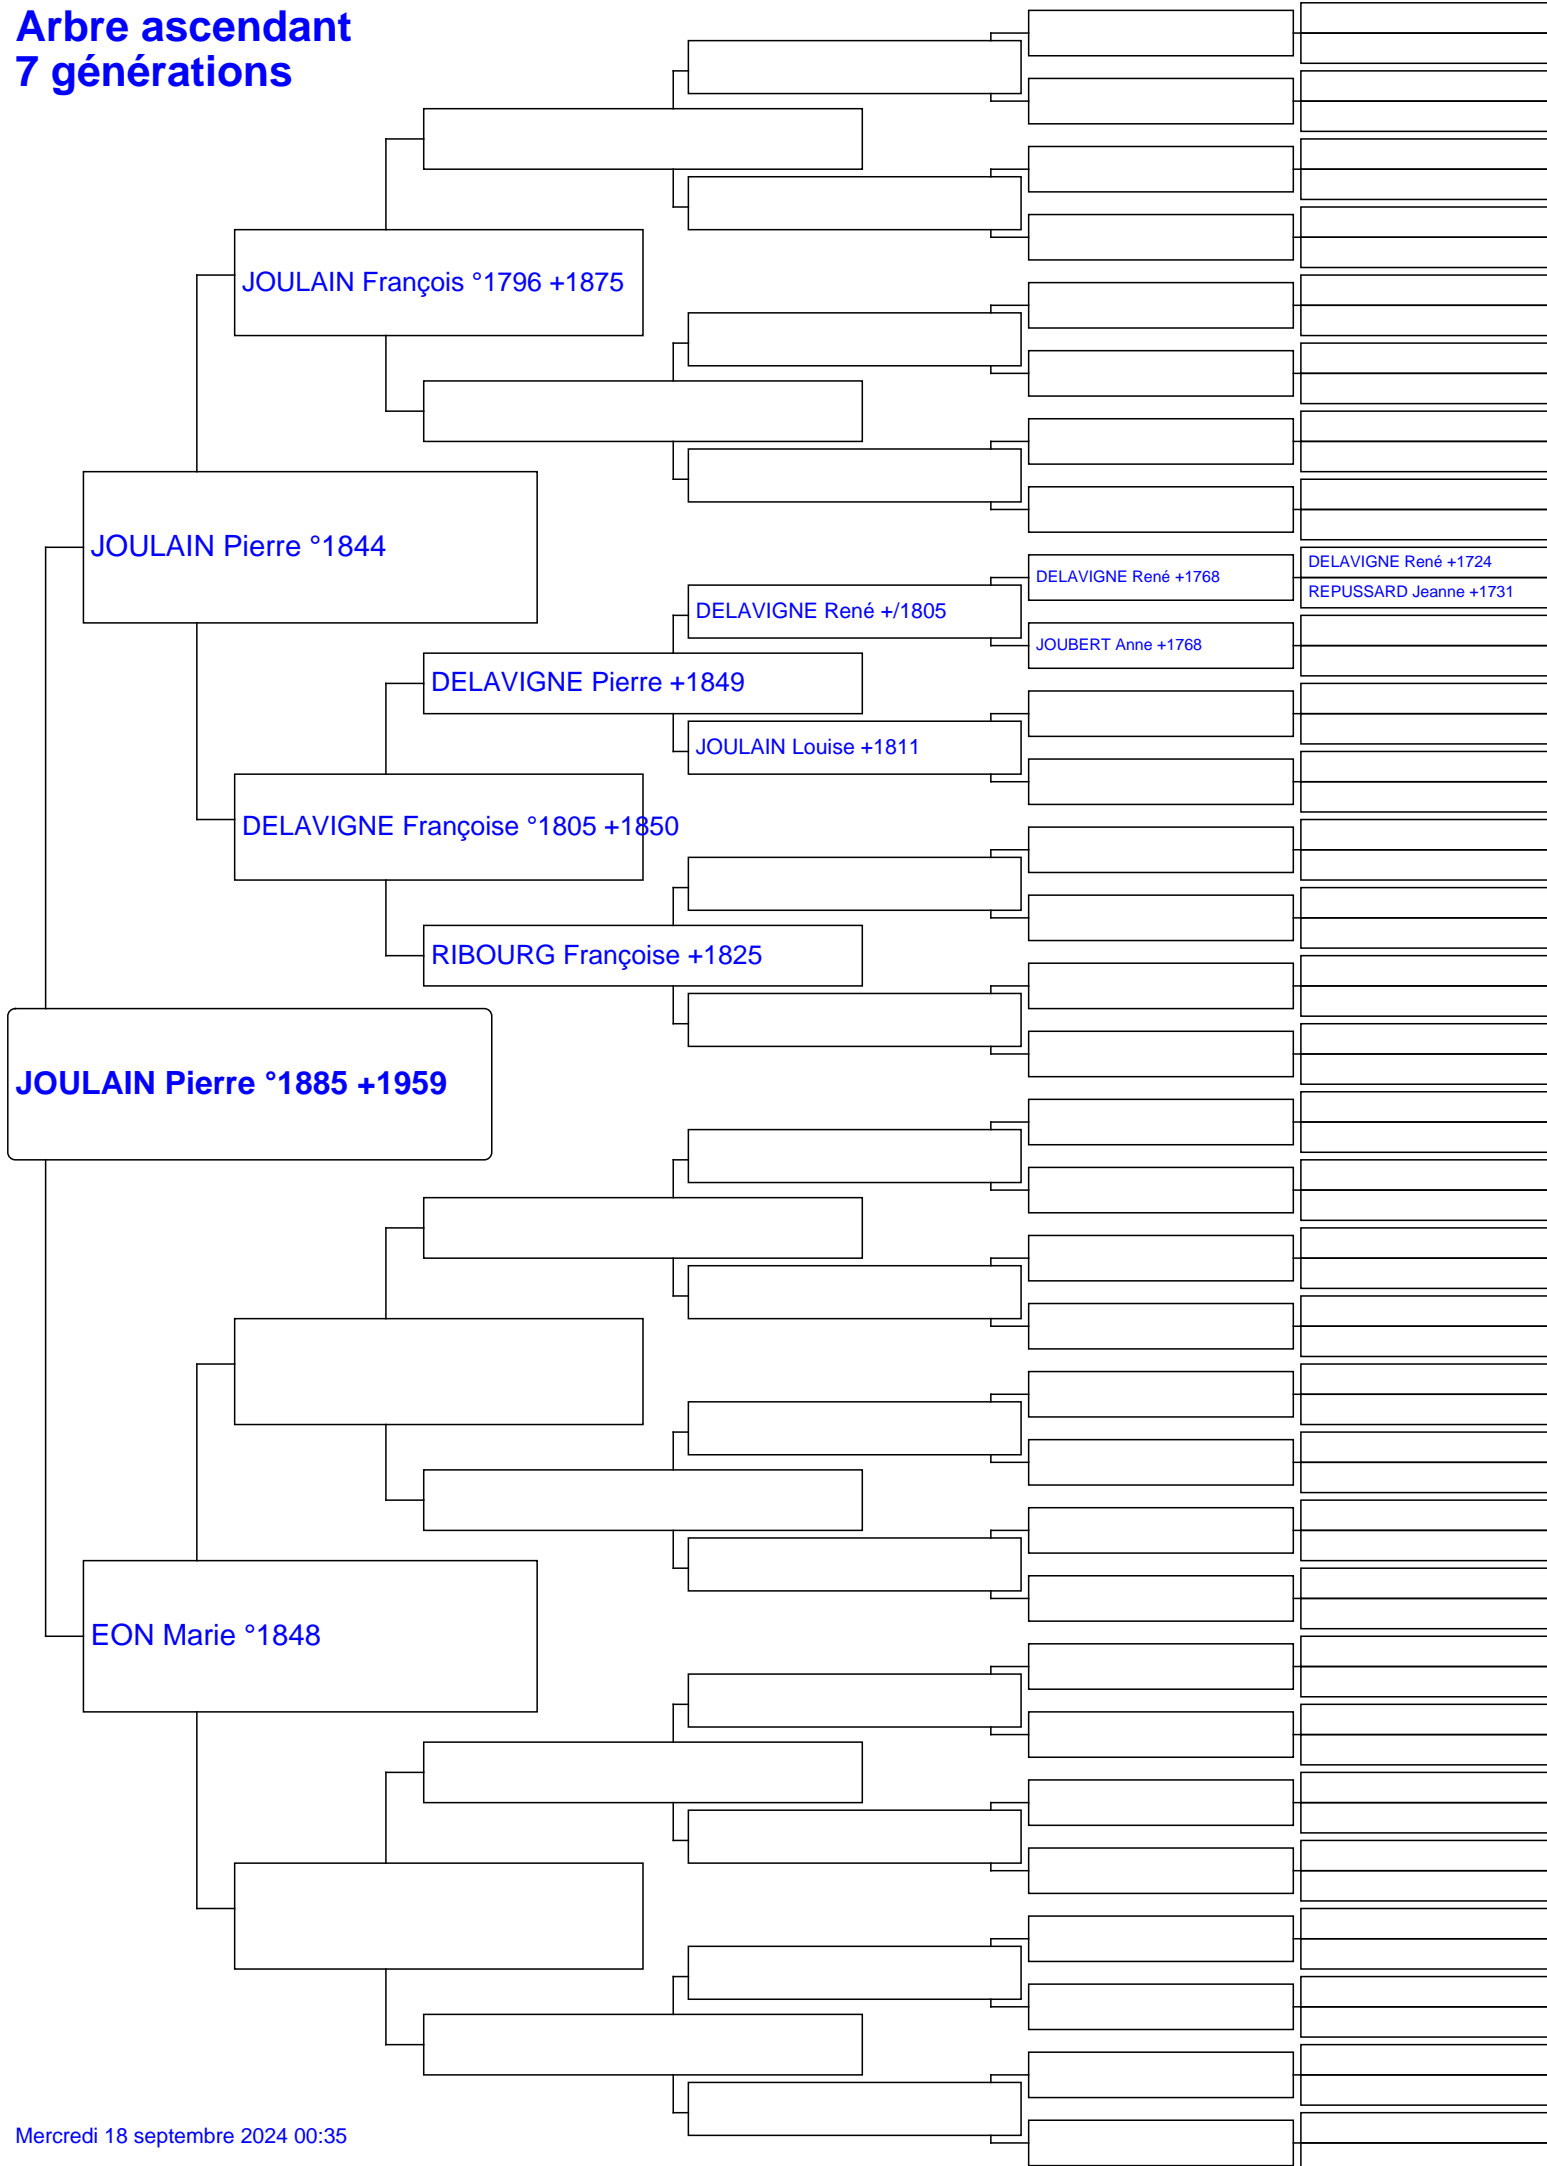 Arbre ascendant
7 générations
JOULAIN François °1796 +1875
JOULAIN Pierre °1844
DELAVIGNE René +1724
DELAVIGNE René +1768
REPUSSARD Jeanne +1731
DELAVIGNE René +/1805
JOUBERT Anne +1768
DELAVIGNE Pierre +1849
JOULAIN Louise +1811
DELAVIGNE Françoise °1805 +1850
RIBOURG Françoise +1825
JOULAIN Pierre °1885 +1959
EON Marie °1848
Mercredi 18 septembre 2024 00:35